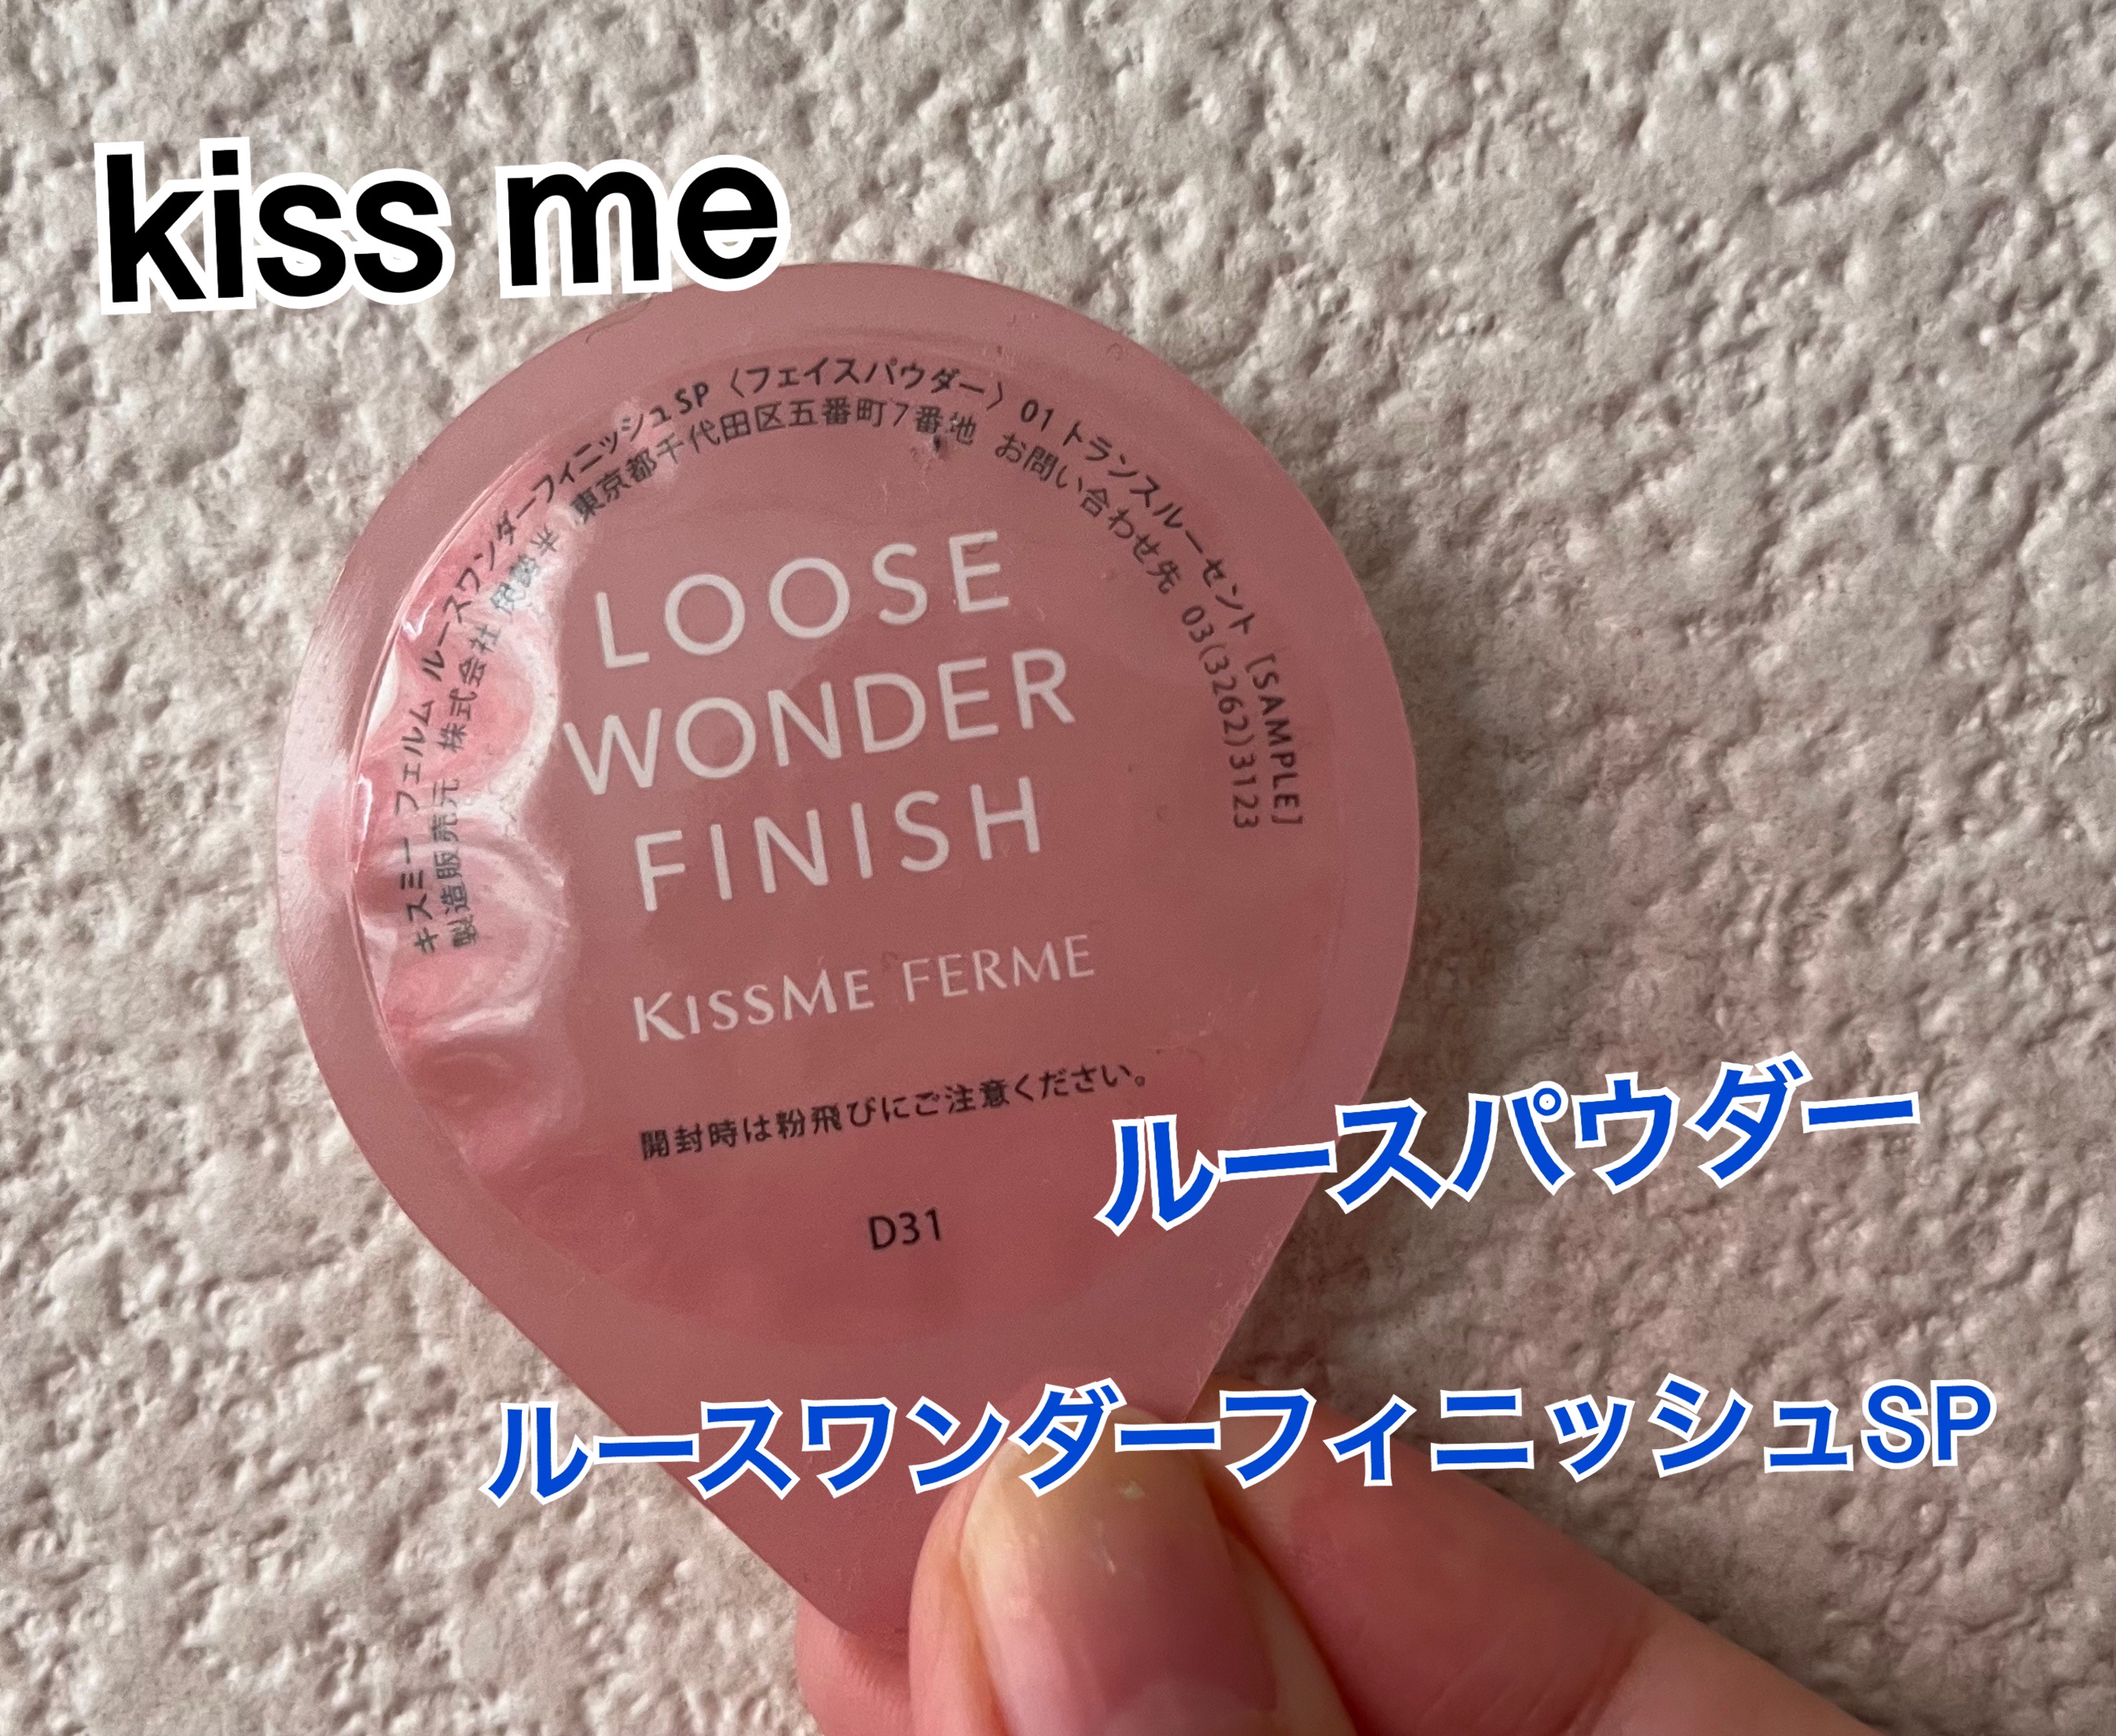 kiss me
キスミー フェルム ルースワンダーフィニッシュSP〈フェイスパウダー〉 01 トランスルーセント [SAMPLE]
製造販売元 株式会社 伊勢半 東京都千代田区五番町7番地 お問い合わせ先 03(3262)3123
LOOSE
WONDER
FINISH
KISSME FERME
開封時は粉飛びにご注意ください。
D31
ルースパウダー
ルースワンダーフィニッシュSP